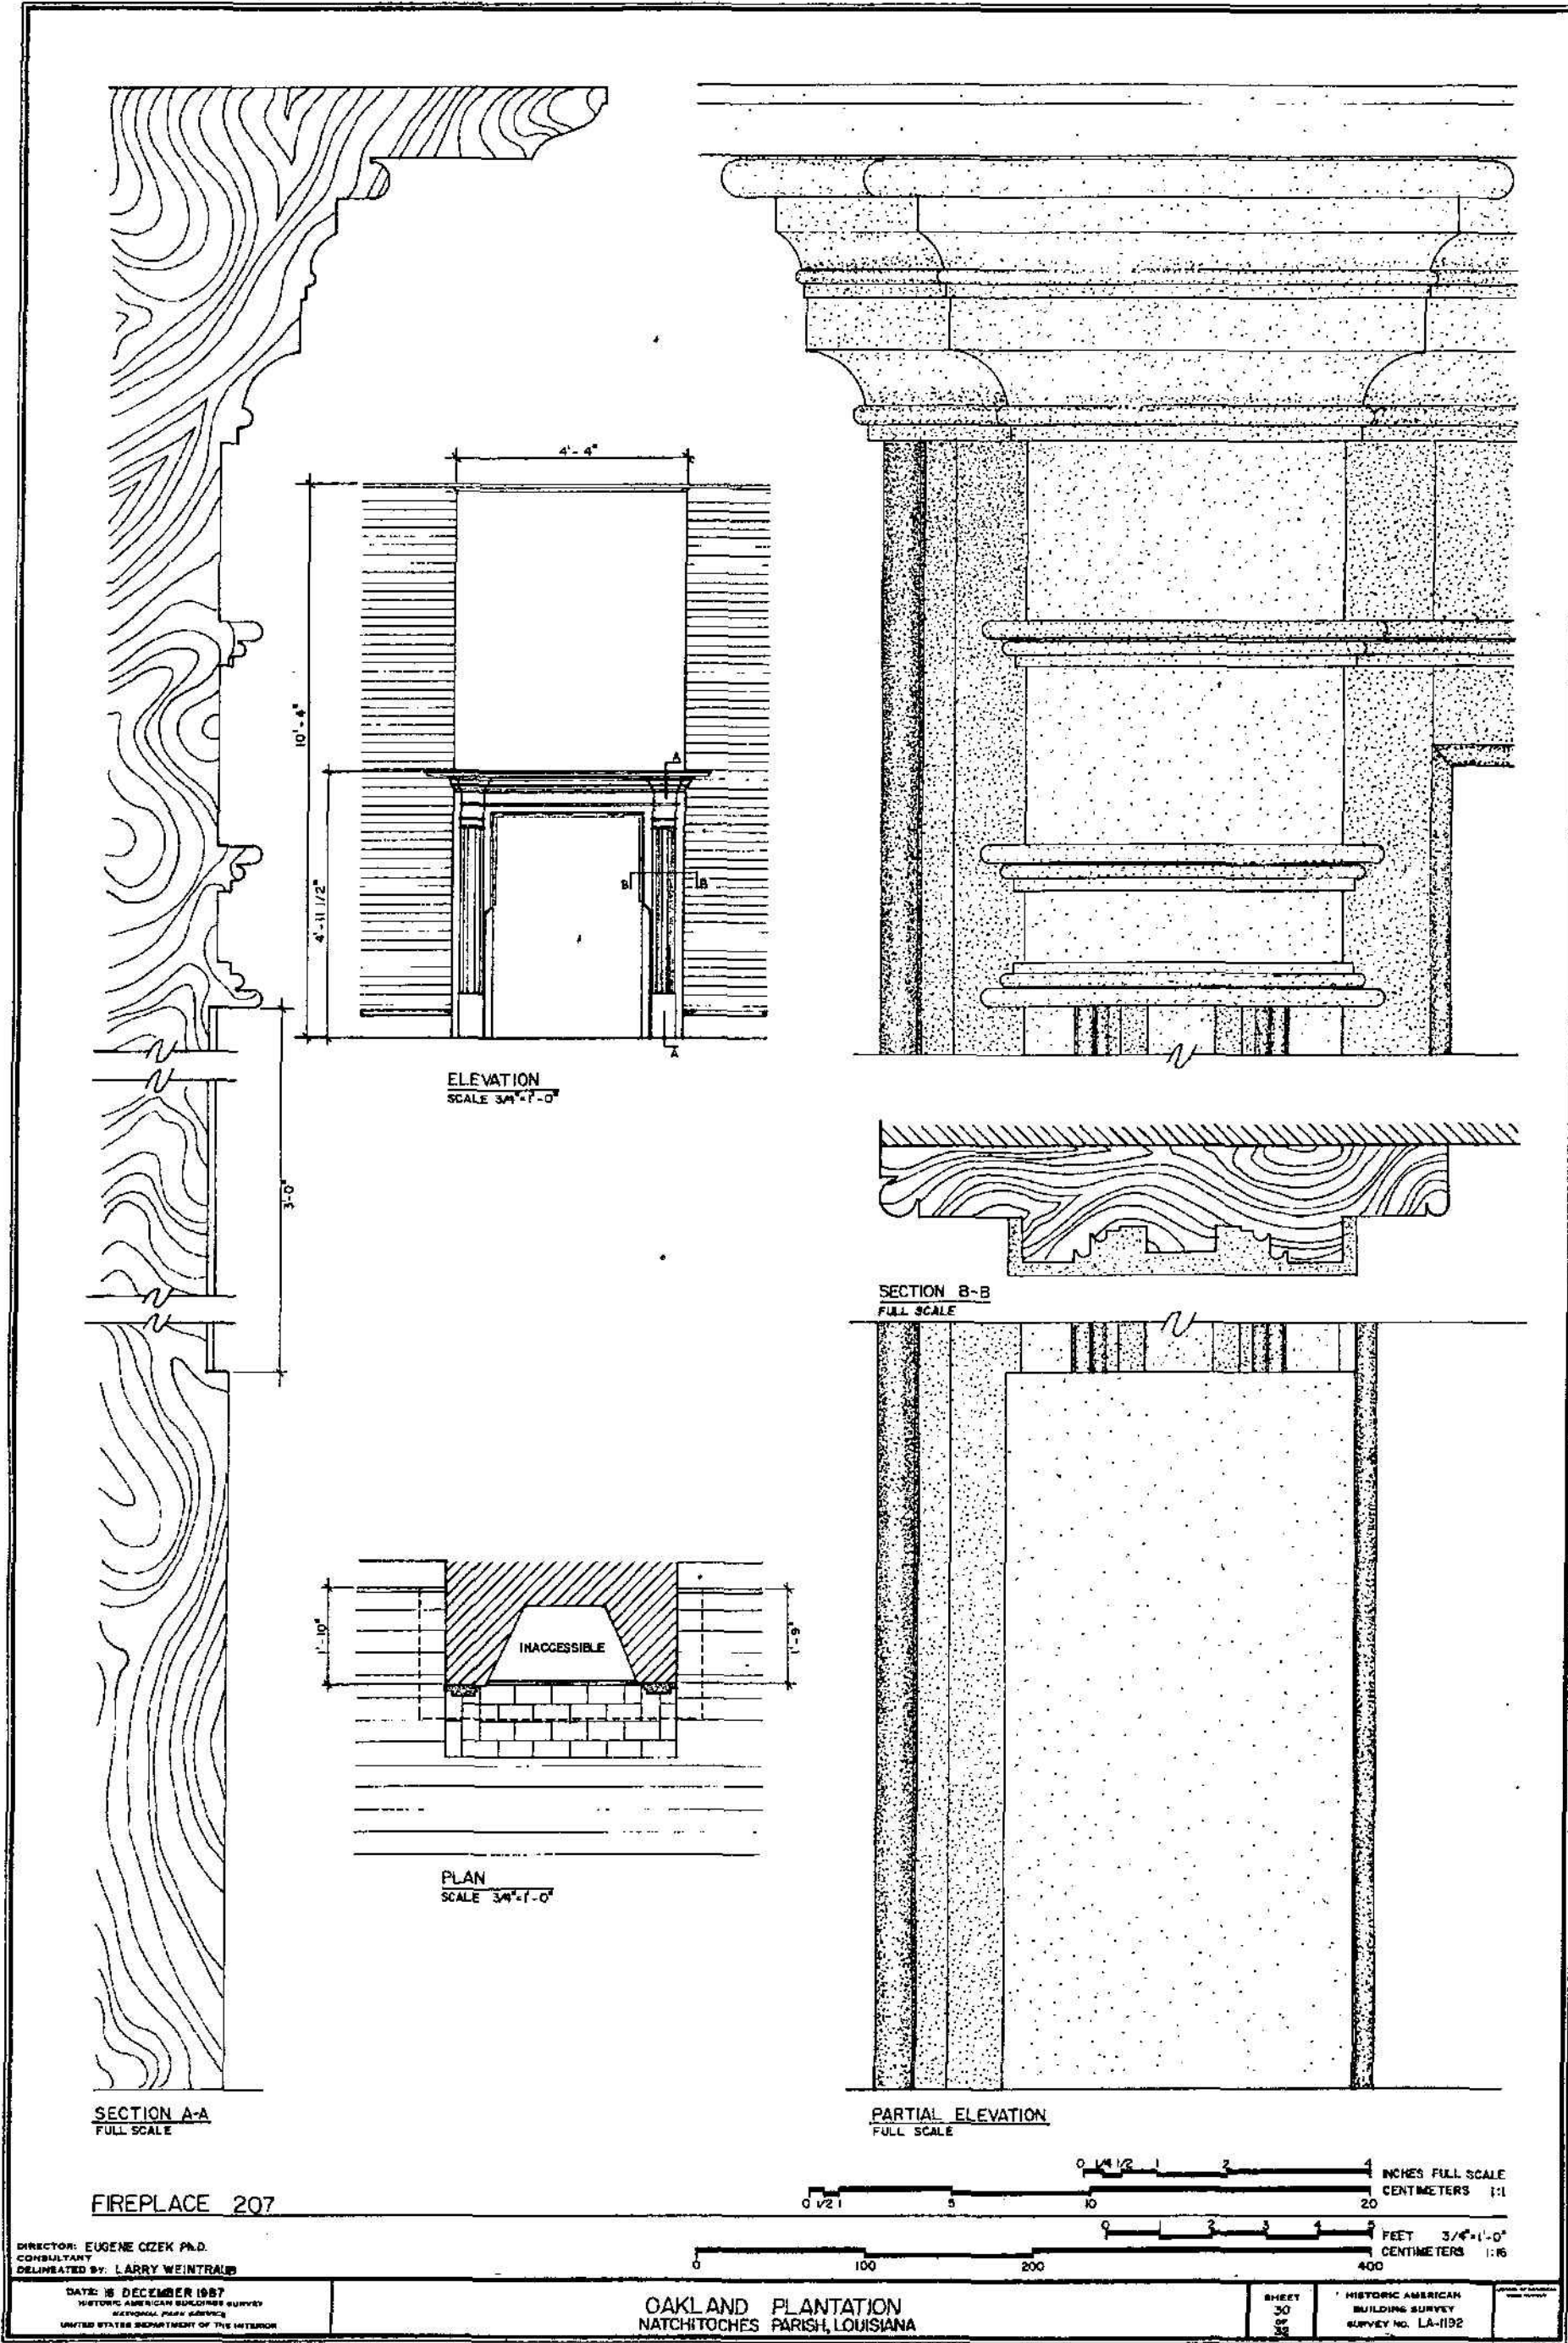 4'-4"
10'-4"
4'-11 1/2"
A
B
B
A
ELEVATION
SCALE 3/4"=1'-0"
3'-0"
SECTION B-B
FULL SCALE
1'-10"
INACCESSIBLE
1'-9"
PLAN
SCALE 3/4"=1'-0"
SECTION A-A
FULL SCALE
PARTIAL ELEVATION
FULL SCALE
0 1/4 1/2 1 2 4
INCHES FULL SCALE
0 1/2 1 5 10 20
CENTIMETERS 1:1
0 1 2 3 4 5
FEET 3/4"=1'-0"
0 100 200 400
CENTIMETERS 1:16
FIREPLACE 207
DIRECTOR: EUGENE CIZEK PH.D.
CONSULTANT
DELINEATED BY: LARRY WEINTRAUB
DATE: 16 DECEMBER 1987
HISTORIC AMERICAN BUILDINGS SURVEY
NATIONAL PARK SERVICE
UNITED STATES DEPARTMENT OF THE INTERIOR
OAKLAND PLANTATION
NATCHITOCHES PARISH, LOUISIANA
SHEET
30
OF
32
HISTORIC AMERICAN
BUILDING SURVEY
SURVEY NO. LA-1192